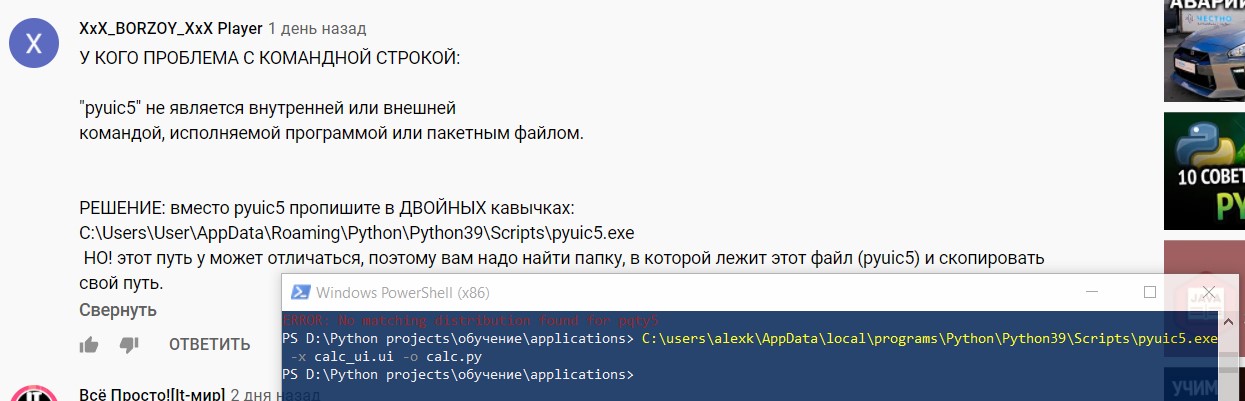 XxX_BORZOY_XxX Player 1 день назад
У КОГО ПРОБЛЕМА С КОМАНДНОЙ СТРОКОЙ:
"pyuic5" не является внутренней или внешней
командой, исполняемой программой или пакетным файлом.
РЕШЕНИЕ: вместо pyuic5 пропишите в ДВОЙНЫХ кавычках:
C:\Users\User\AppData\Roaming\Python\Python39\Scripts\pyuic5.exe
НО! этот путь у может отличаться, поэтому вам надо найти папку, в которой лежит этот файл (pyuic5) и скопировать
свой путь.
Свернуть
ОТВЕТИТЬ
Всё Просто![It-мир] 2 дня назад
Windows PowerShell (x86)
ERROR: No matching distribution found for pqty5
PS D:\Python projects\обучение\applications> C:\users\alexk\AppData\local\programs\Python\Python39\Scripts\pyuic5.exe
-x calc_ui.ui -o calc.py
PS D:\Python projects\обучение\applications>
X
АВАРИЙ
ЧЕСТНО
10 СОВЕТ
PY
JAVA
УЧИМ